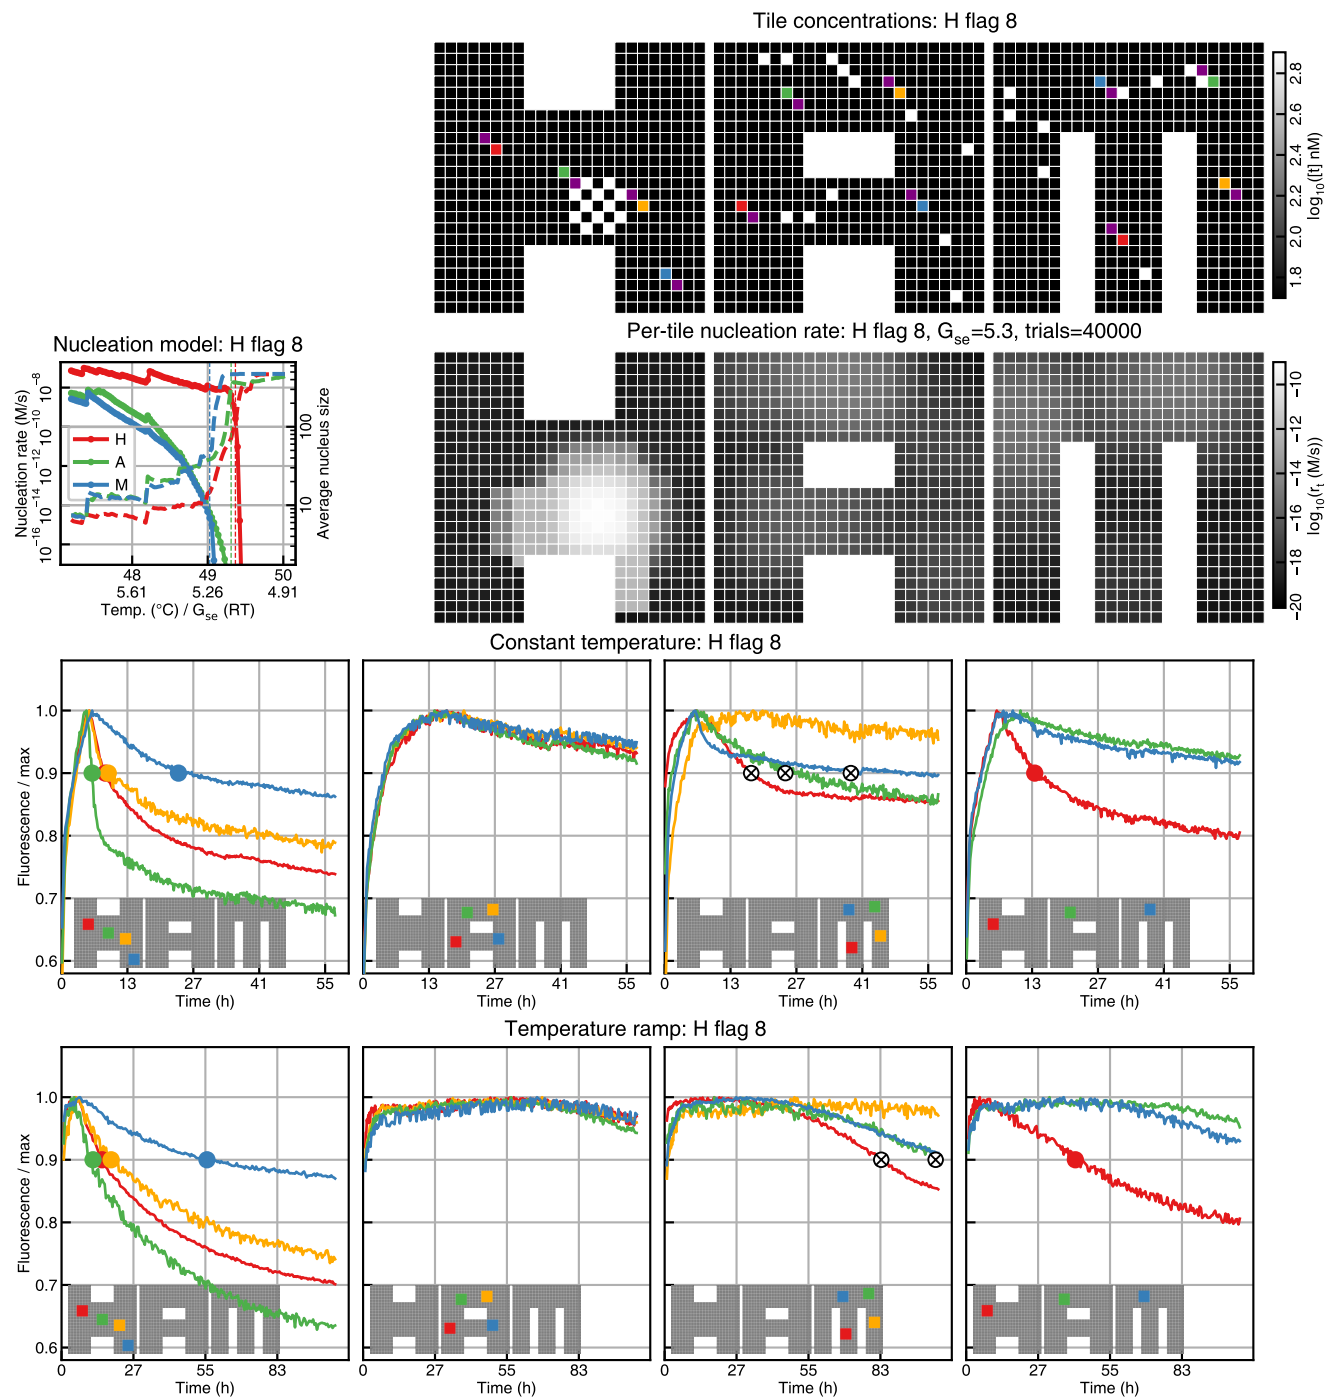 Tile concentrations: H flag 8
2.8
2.6
2.4
2.2
2.0
1.8
log10([t] nM)
Per-tile nucleation rate: H flag 8, Gse=5.3, trials=40000
−10
−12
−14
−16
−18
−20
log10(rt (M/s))
Nucleation model: H flag 8
Nucleation rate (M/s)
10−8
10−10
10−12
10−14
10−16
H
A
M
100
10
Average nucleus size
48 49 50
5.61 5.26 4.91
Temp. (°C) / Gse (RT)
Constant temperature: H flag 8
Fluorescence / max
1.0
0.9
0.8
0.7
0.6
0 13 27 41 55
Time (h)
0 13 27 41 55
Time (h)
0 13 27 41 55
Time (h)
0 13 27 41 55
Time (h)
Temperature ramp: H flag 8
Fluorescence / max
1.0
0.9
0.8
0.7
0.6
0 27 55 83
Time (h)
0 27 55 83
Time (h)
0 27 55 83
Time (h)
0 27 55 83
Time (h)